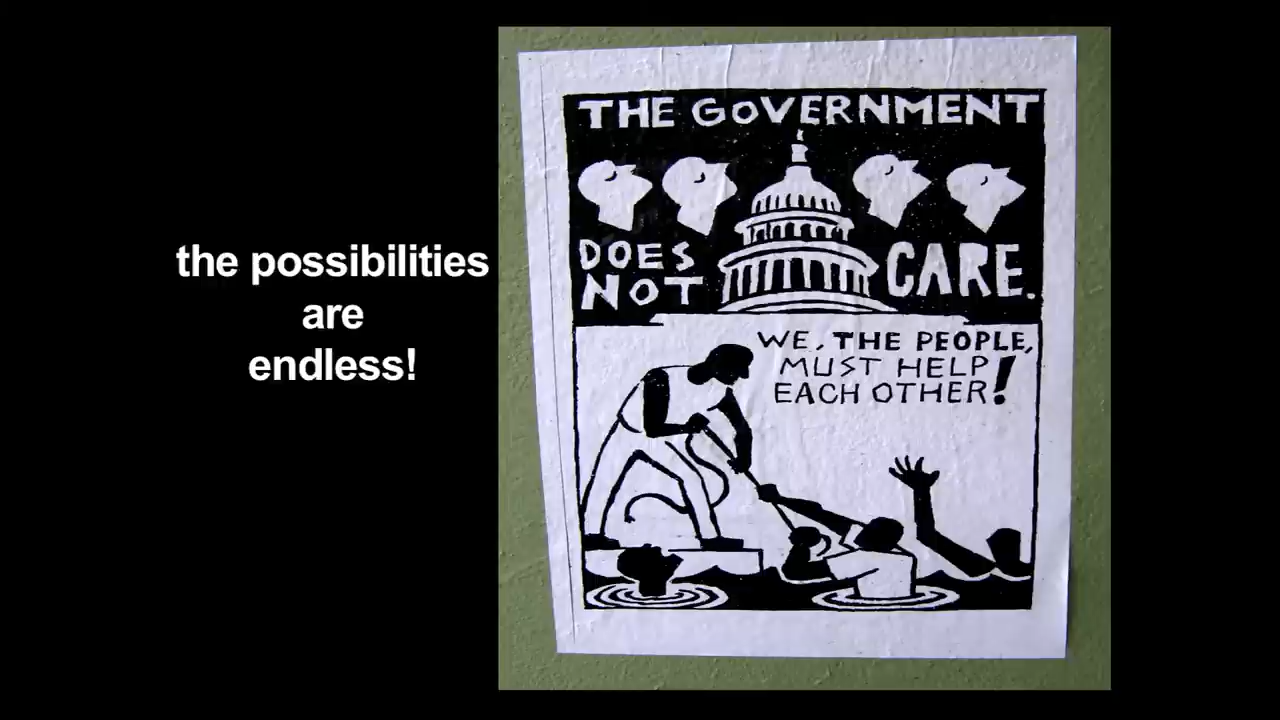 the possibilities
are
endless!
THE GOVERNMENT
DOES
NOT
CARE.
WE, THE PEOPLE,
MUST HELP
EACH OTHER!